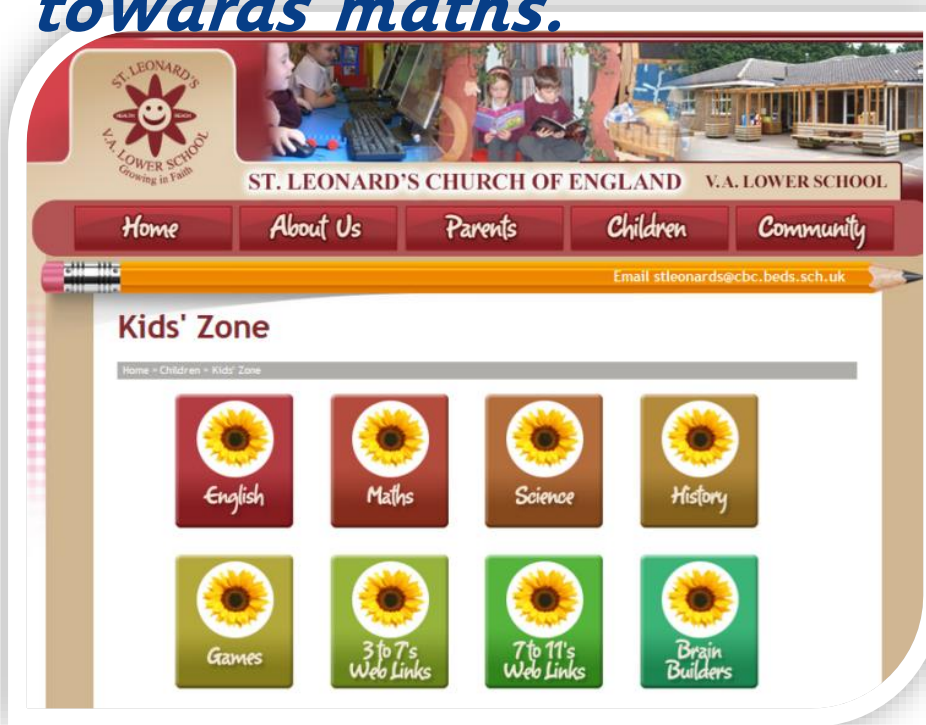 towards maths.
ST. LEONARD'S
HEALTH
REACH
V.A. LOWER SCHOOL
Growing in Faith
ST. LEONARD'S CHURCH OF ENGLAND V.A. LOWER SCHOOL
Home About Us Parents Children Community
Email stleonards@cbc.beds.sch.uk
Kids' Zone
Home > Children > Kids' Zone
English Maths Science History
Games 3 to 7's Web Links 7 to 11's Web Links Brain Builders